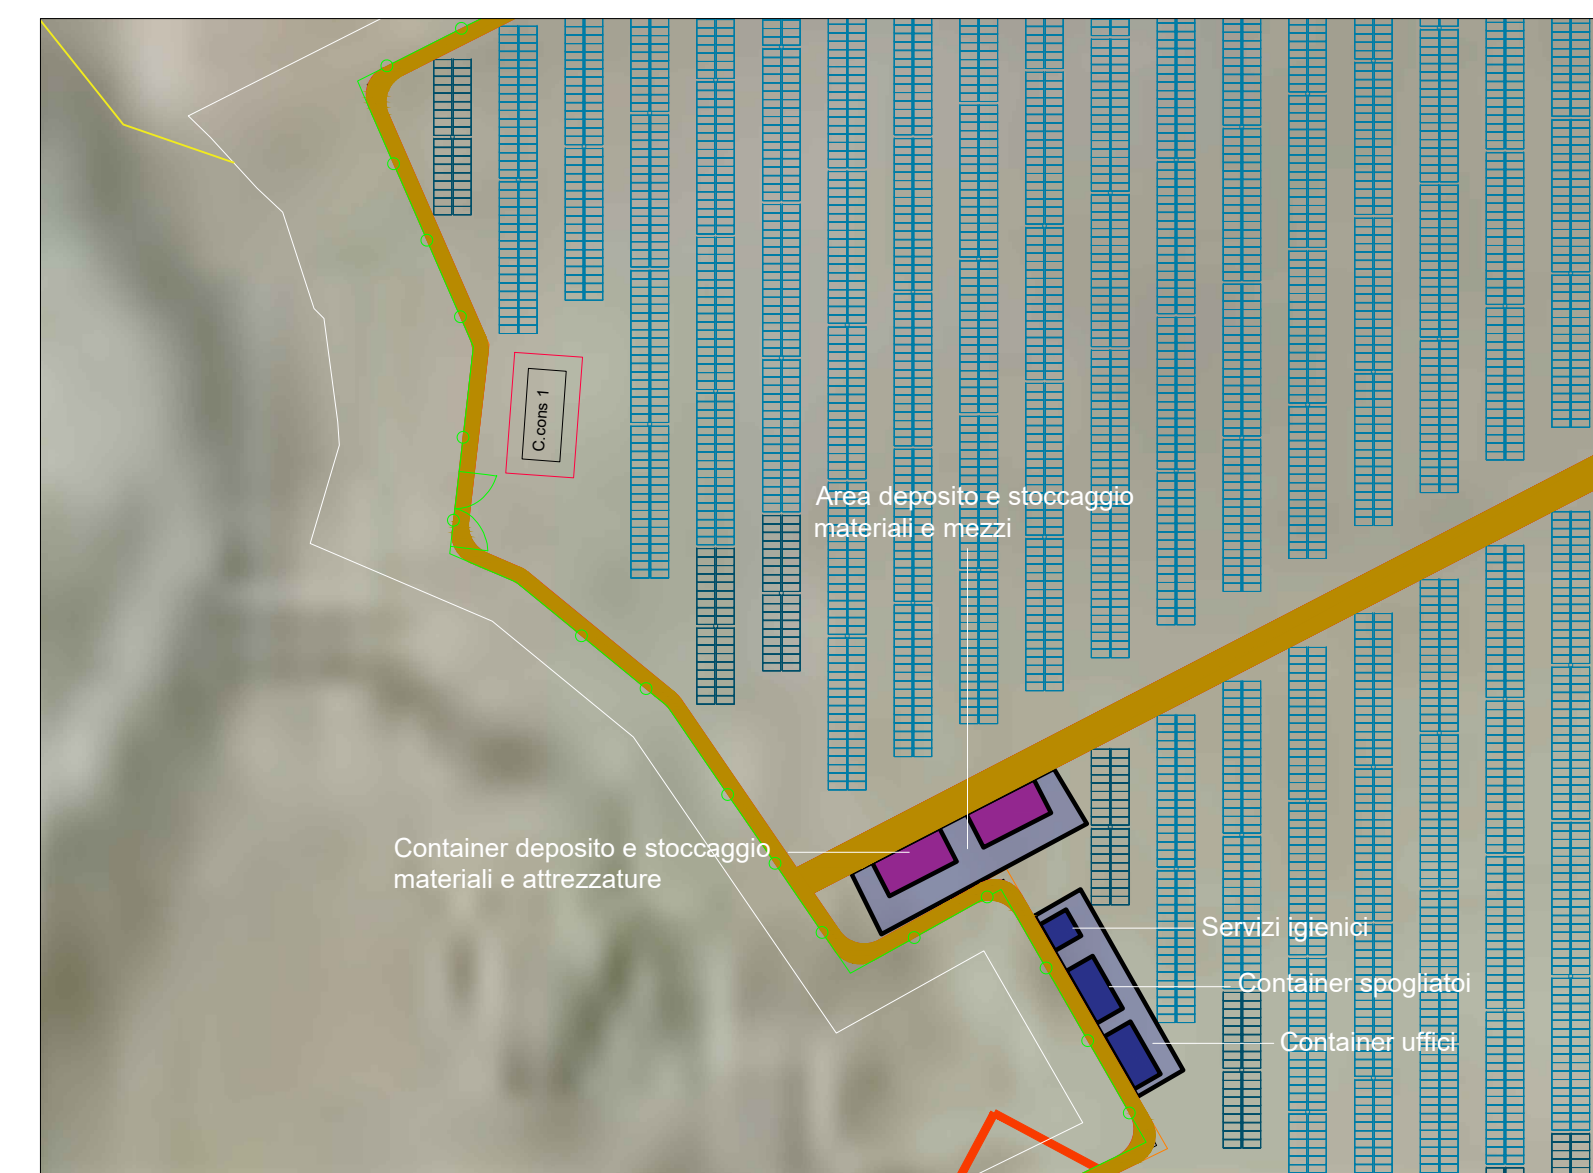 C.cons 1
Area deposito e stoccaggio
materiali e mezzi
Container deposito e stoccaggio
materiali e attrezzature
Servizi igienici
Container spogliatoi
Container uffici